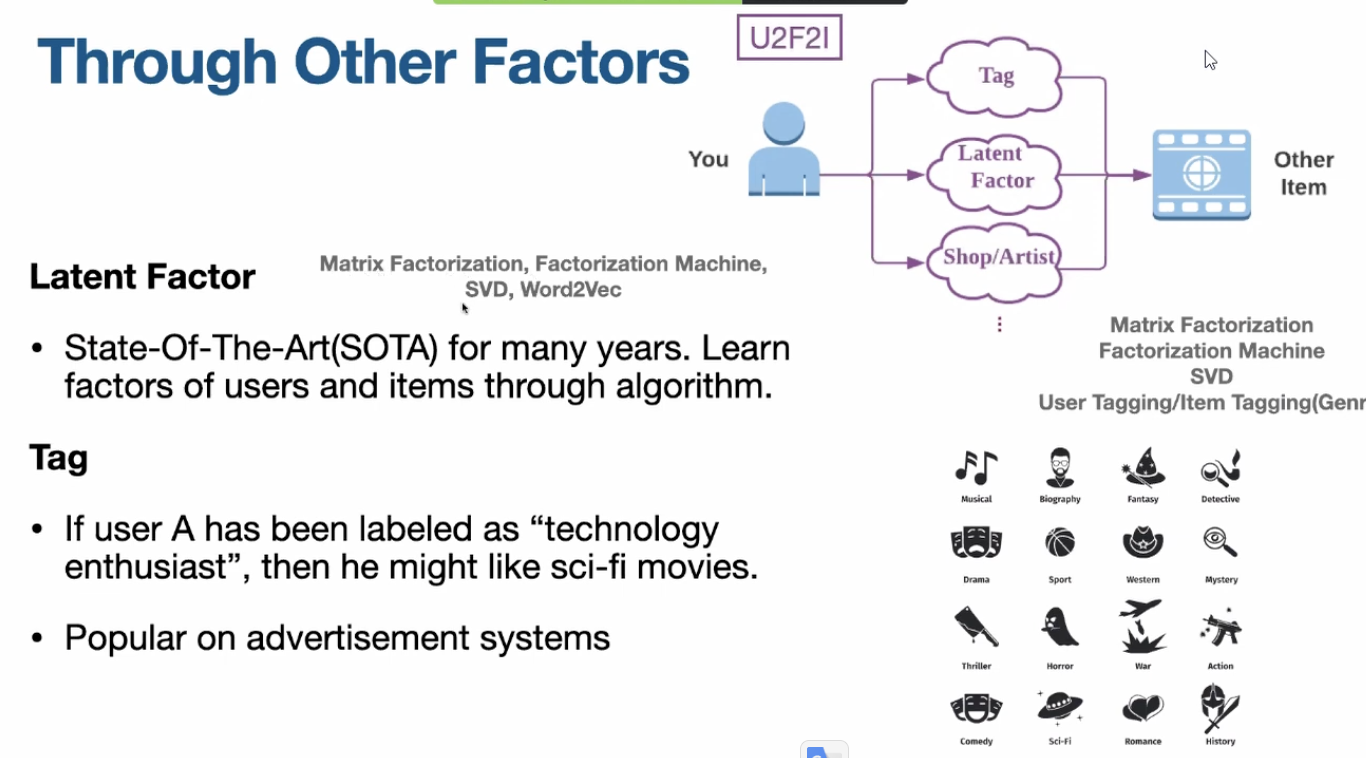 Through Other Factors
U2F2I
You
Tag
Latent
Factor
Shop/Artist
Other
Item
Latent Factor
Matrix Factorization, Factorization Machine,
SVD, Word2Vec
• State-Of-The-Art(SOTA) for many years. Learn
factors of users and items through algorithm.
Tag
• If user A has been labeled as “technology
enthusiast”, then he might like sci-fi movies.
• Popular on advertisement systems
Matrix Factorization
Factorization Machine
SVD
User Tagging/Item Tagging(Genr
Musical Biography Fantasy Detective
Drama Sport Western Mystery
Thriller Horror War Action
Comedy Sci-Fi Romance History